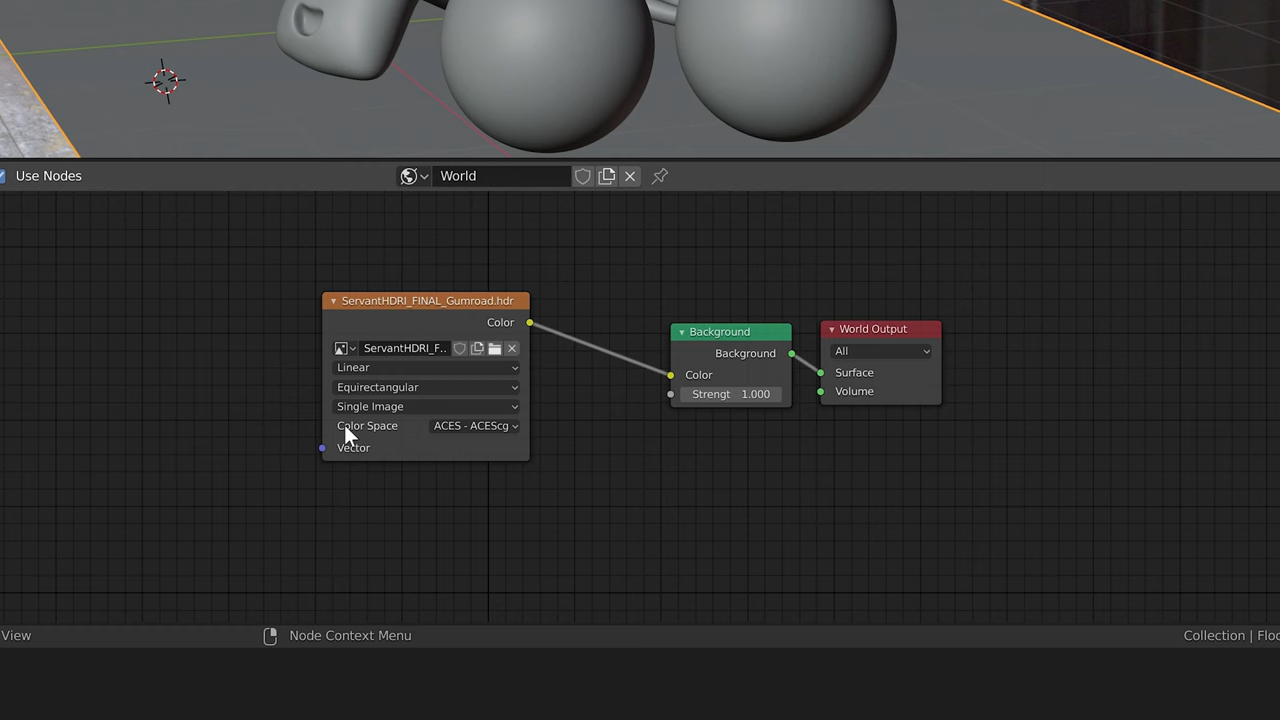 Use Nodes
World
ServantHDRI_FINAL_Gumroad.hdr
Color
ServantHDRI_F..
Linear
Equirectangular
Single Image
Color Space ACES - ACEScg
Vector
Background
Background
Color
Strengt 1.000
World Output
All
Surface
Volume
View
Node Context Menu
Collection | Floo